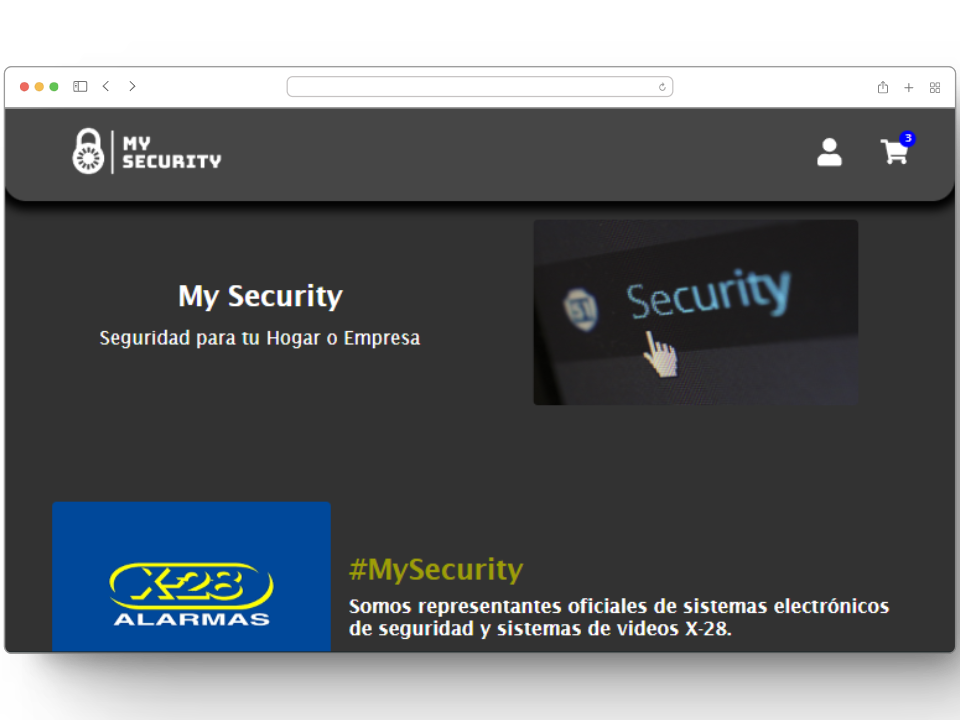 MY
SECURITY
3
My Security
Seguridad para tu Hogar o Empresa
Security
X-28
ALARMAS
#MySecurity
Somos representantes oficiales de sistemas electrónicos
de seguridad y sistemas de videos X-28.